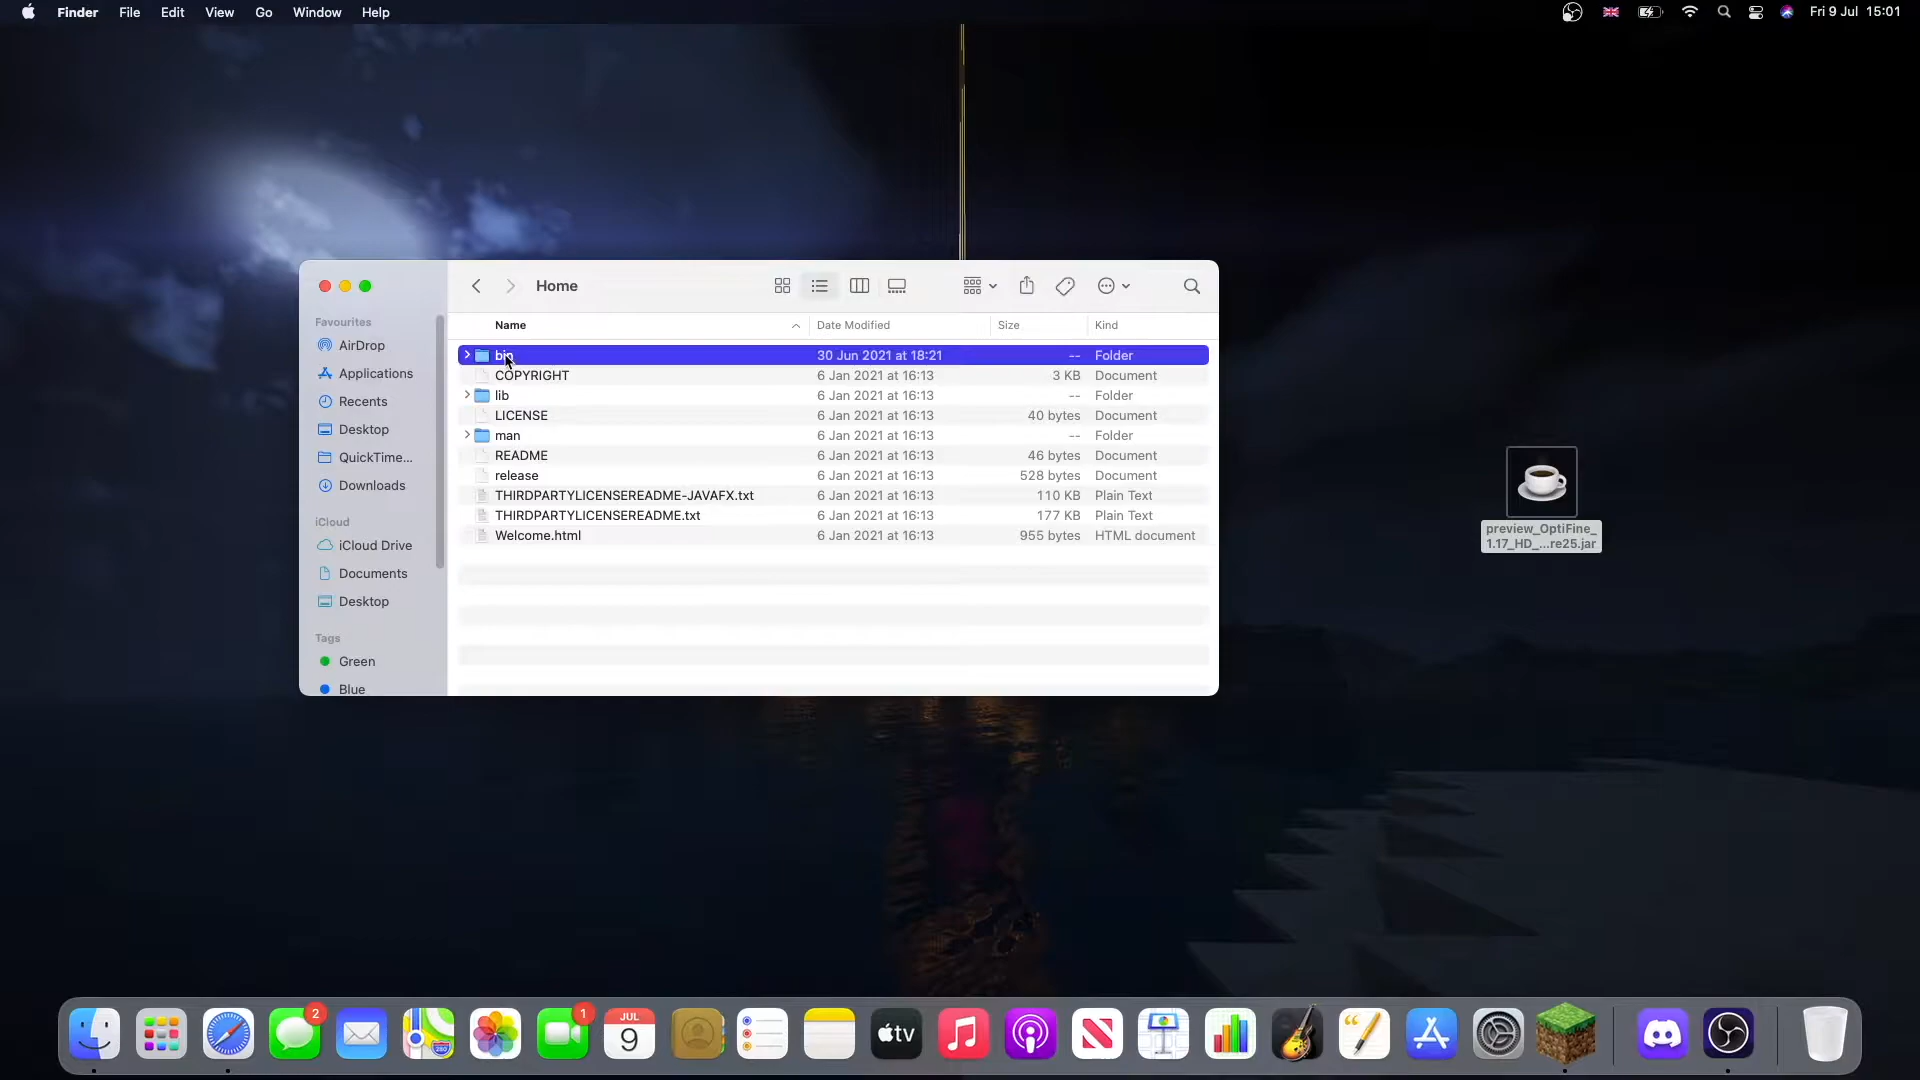 Finder File Edit View Go Window Help
Fri 9 Jul 15:01
Home
Favourites
AirDrop
Applications
Recents
Desktop
QuickTime...
Downloads
iCloud
iCloud Drive
Documents
Desktop
Tags
Green
Blue
Name Date Modified Size Kind
bin 30 Jun 2021 at 18:21 -- Folder
COPYRIGHT 6 Jan 2021 at 16:13 3 KB Document
lib 6 Jan 2021 at 16:13 -- Folder
LICENSE 6 Jan 2021 at 16:13 40 bytes Document
man 6 Jan 2021 at 16:13 -- Folder
README 6 Jan 2021 at 16:13 46 bytes Document
release 6 Jan 2021 at 16:13 528 bytes Document
THIRDPARTYLICENSEREADME-JAVAFX.txt 6 Jan 2021 at 16:13 110 KB Plain Text
THIRDPARTYLICENSEREADME.txt 6 Jan 2021 at 16:13 177 KB Plain Text
Welcome.html 6 Jan 2021 at 16:13 955 bytes HTML document
preview_OptiFine_
1.17_HD_...re25.jar
2
1
JUL
9
tv
280